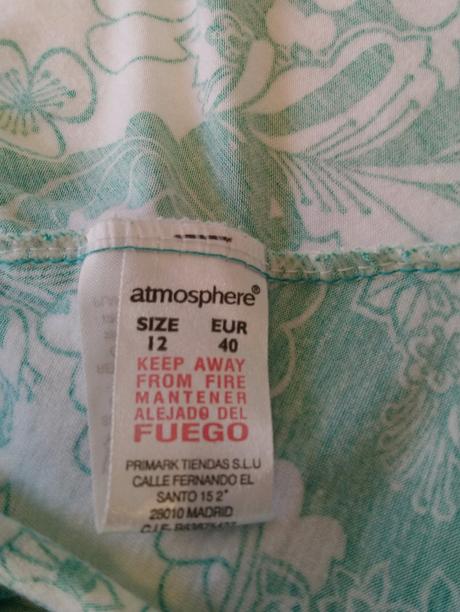 atmosphere®
SIZE EUR
12 40
KEEP AWAY
FROM FIRE
MANTENER
ALEJADO DEL
FUEGO
PRIMARK TIENDAS S.L.U
CALLE FERNANDO EL
SANTO 15 2°
28010 MADRID
C.I.F.